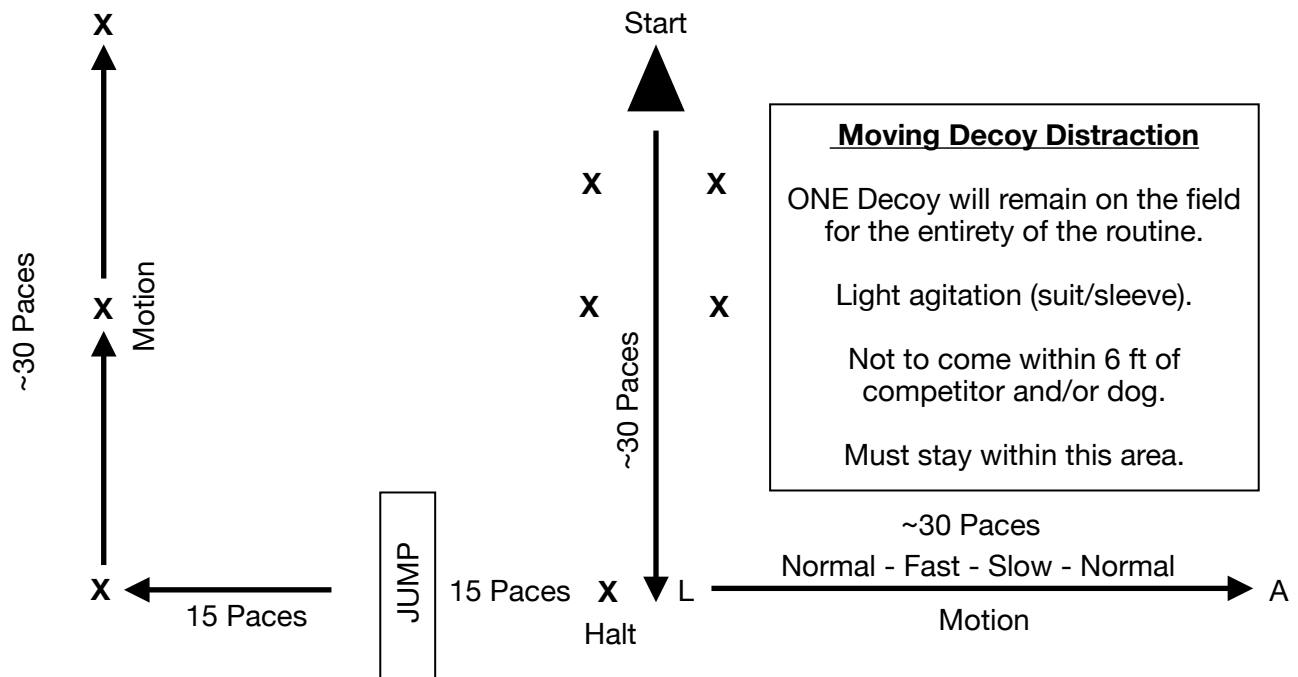 X
Start
Moving Decoy Distraction
X
X
ONE Decoy will remain on the field
for the entirety of the routine.
~30 Paces
X
Motion
X
X
Light agitation (suit/sleeve).
Not to come within 6 ft of
competitor and/or dog.
~30 Paces
Must stay within this area.
~30 Paces
Normal - Fast - Slow - Normal
X
15 Paces
JUMP
15 Paces
X
L
A
Halt
Motion